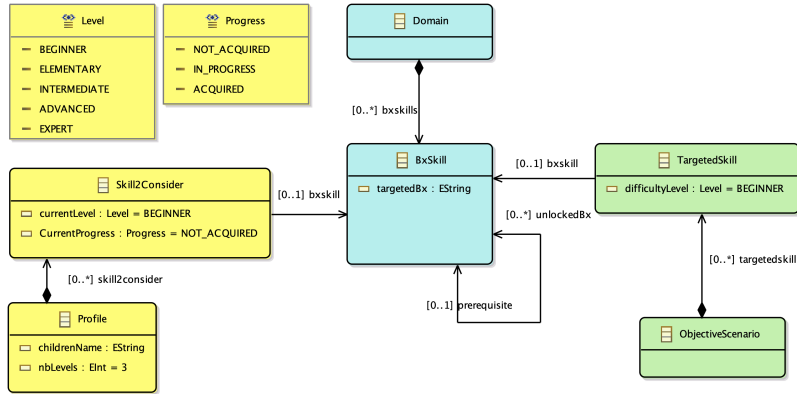 Level
BEGINNER
ELEMENTARY
INTERMEDIATE
ADVANCED
EXPERT
Progress
NOT_ACQUIRED
IN_PROGRESS
ACQUIRED
Domain
[0..*] bxskills
BxSkill
targetedBx : EString
[0..1] bxskill
TargetedSkill
difficultyLevel : Level = BEGINNER
Skill2Consider
currentLevel : Level = BEGINNER
CurrentProgress : Progress = NOT_ACQUIRED
[0..1] bxskill
[0..*] unlockedBx
[0..1] prerequisite
[0..*] skill2consider
[0..*] targetedskill
Profile
childrenName : EString
nbLevels : EInt = 3
ObjectiveScenario